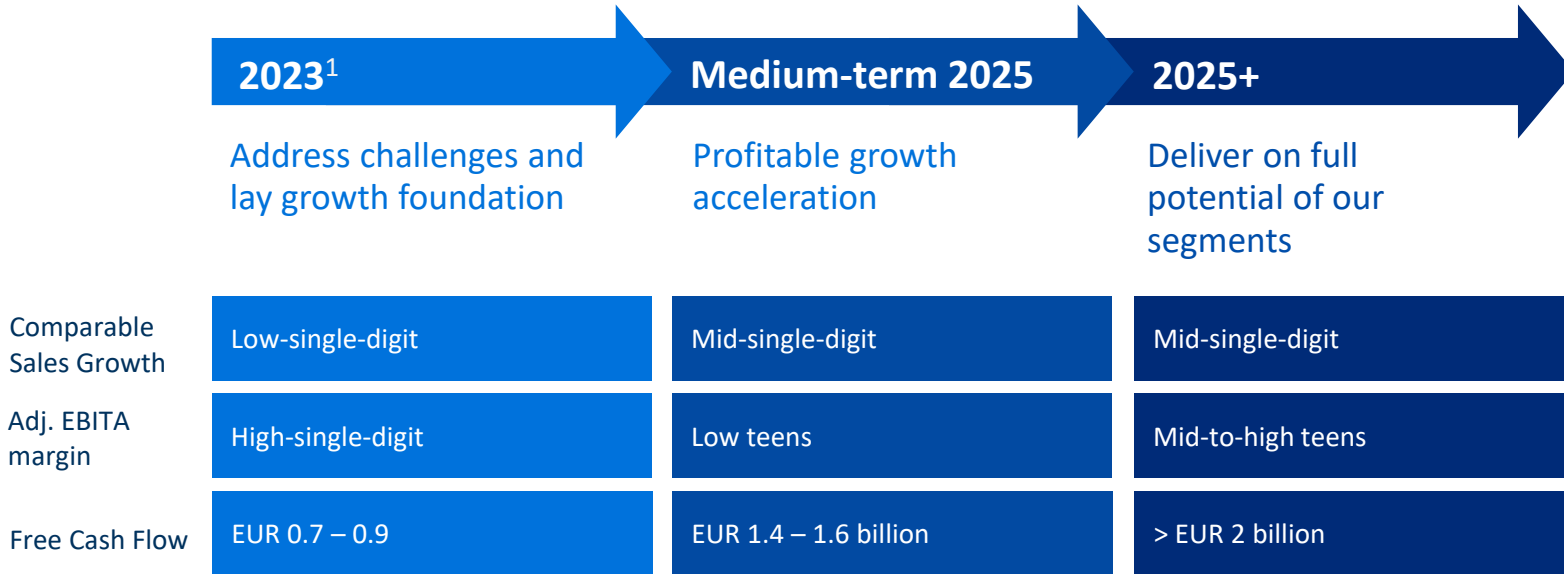 2023¹
Medium-term 2025
2025+
Address challenges and
lay growth foundation
Profitable growth
acceleration
Deliver on full
potential of our
segments
Comparable
Sales Growth
Low-single-digit
Mid-single-digit
Mid-single-digit
Adj. EBITA
margin
High-single-digit
Low teens
Mid-to-high teens
Free Cash Flow
EUR 0.7 – 0.9
EUR 1.4 – 1.6 billion
> EUR 2 billion